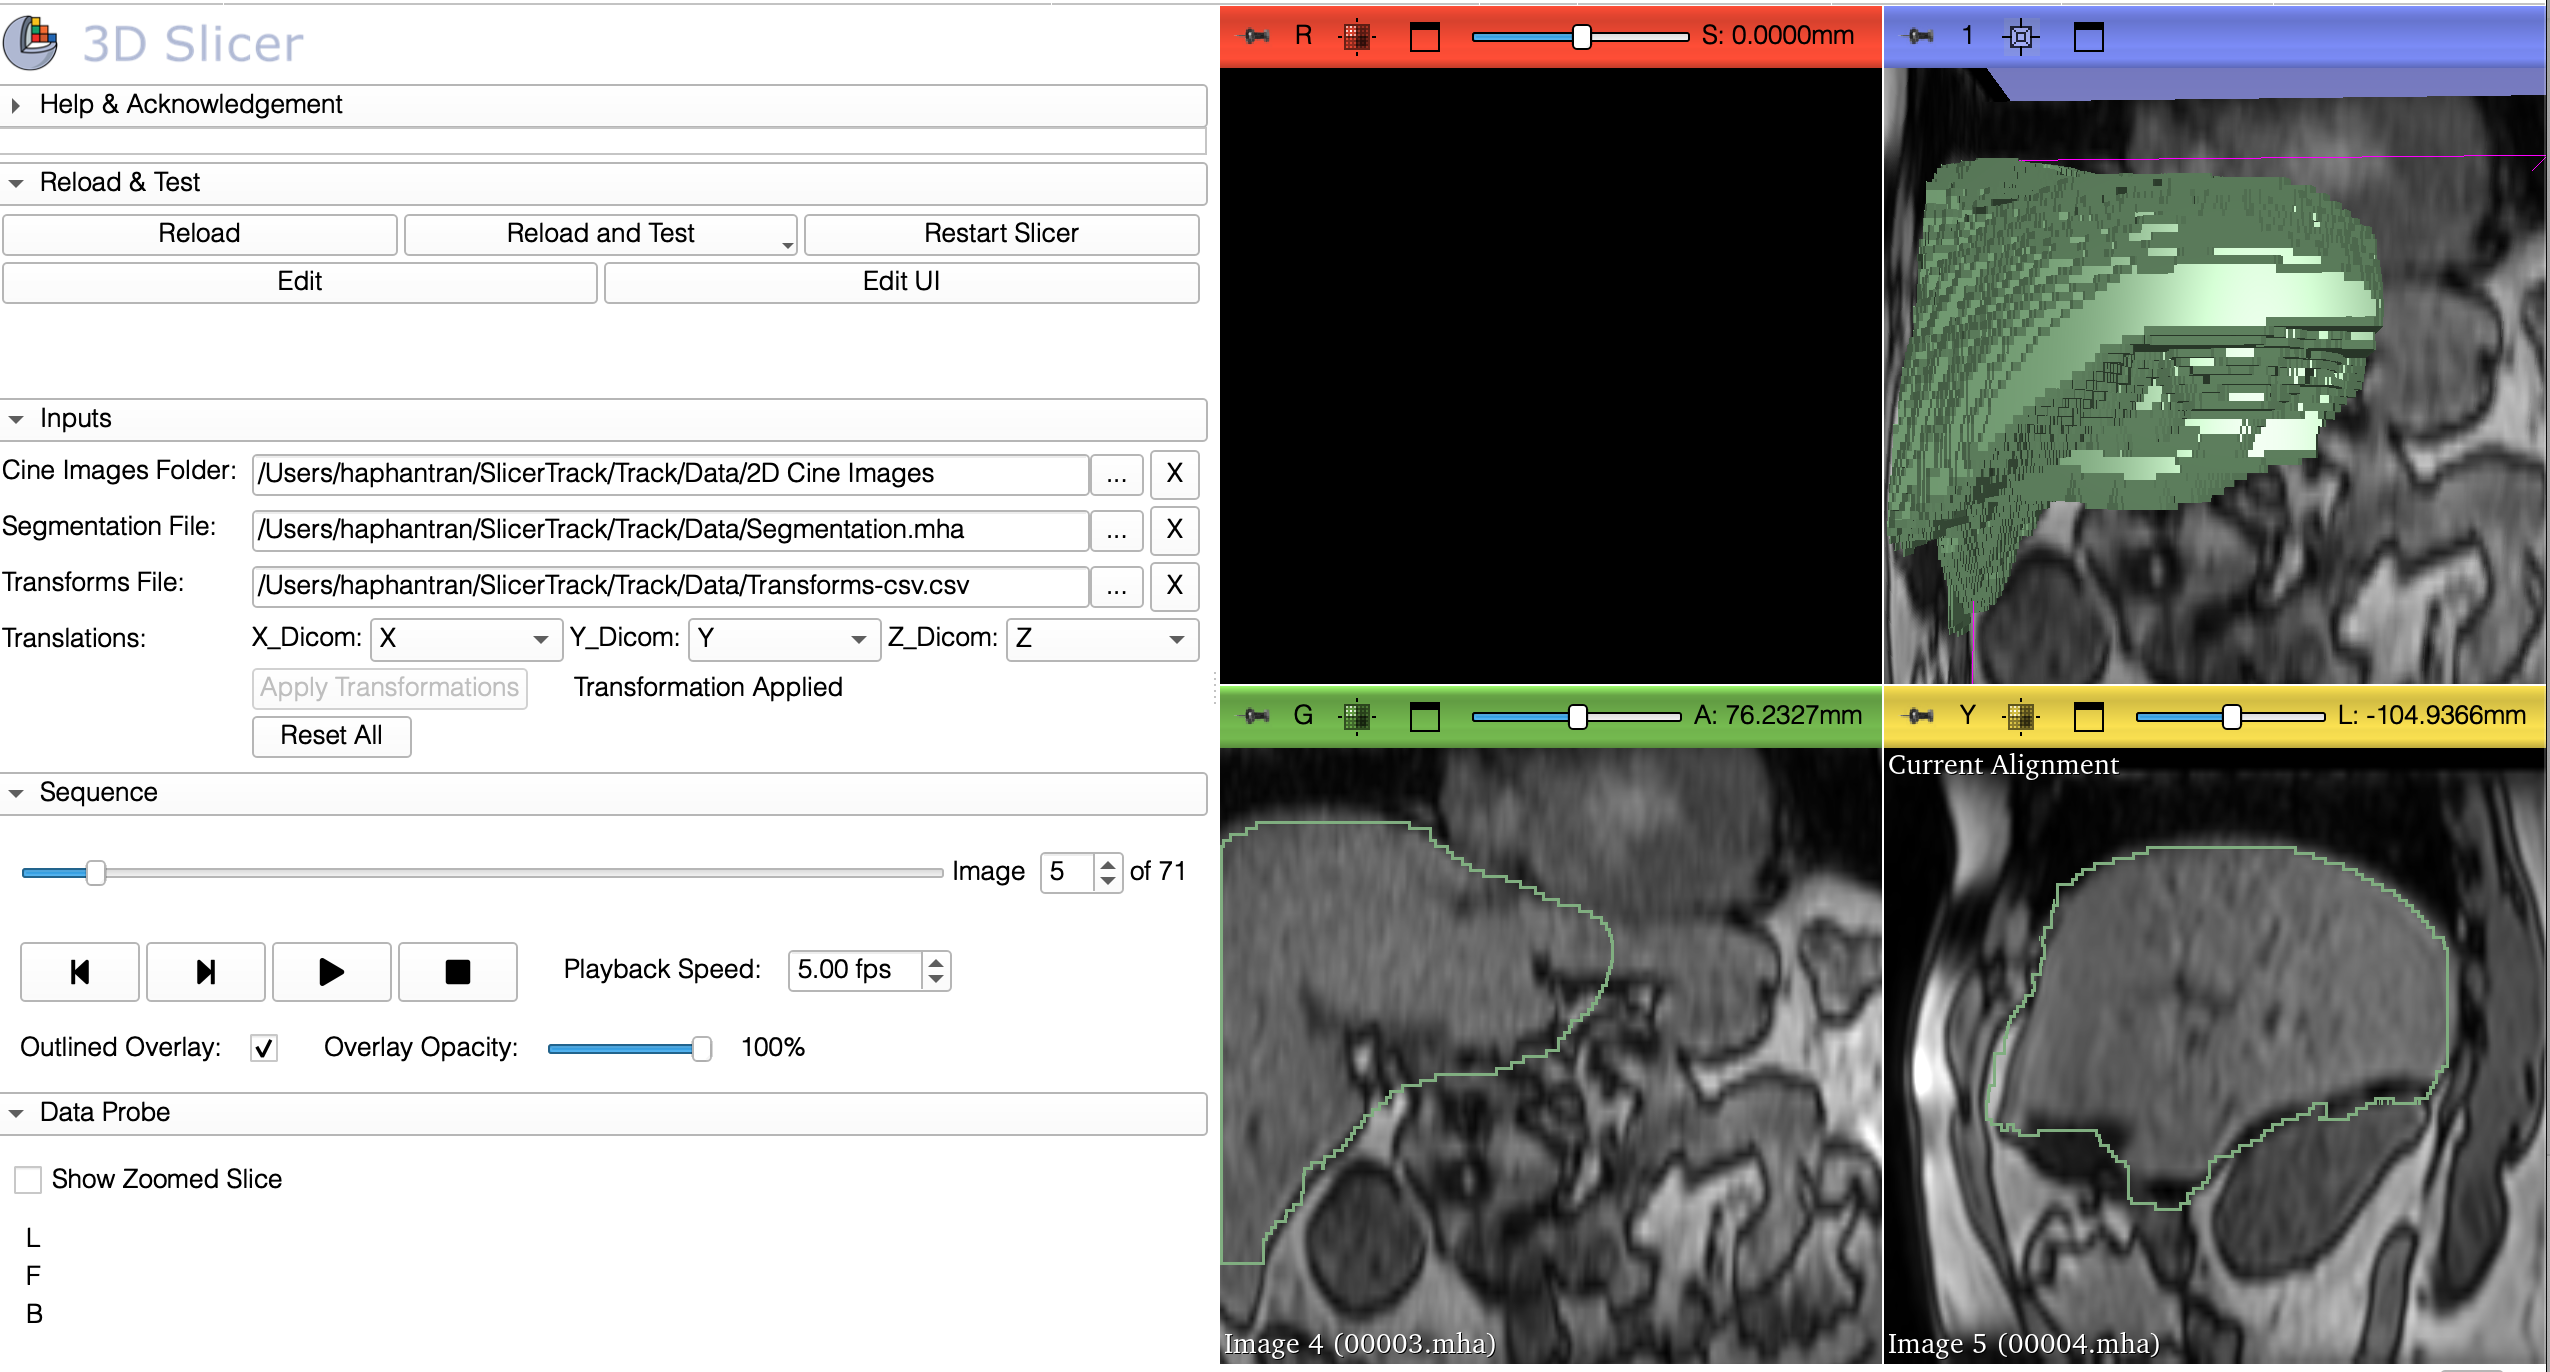 3D Slicer
Help & Acknowledgement
Reload & Test
Reload
Reload and Test
Restart Slicer
Edit
Edit UI
Inputs
Cine Images Folder: /Users/haphantran/SlicerTrack/Track/Data/2D Cine Images ... X
Segmentation File: /Users/haphantran/SlicerTrack/Track/Data/Segmentation.mha ... X
Transforms File: /Users/haphantran/SlicerTrack/Track/Data/Transforms-csv.csv ... X
Translations: X_Dicom: X Y_Dicom: Y Z_Dicom: Z
Apply Transformations Transformation Applied
Reset All
Sequence
Image 5 of 71
Playback Speed: 5.00 fps
Outlined Overlay: Overlay Opacity: 100%
Data Probe
Show Zoomed Slice
L
F
B
R S: 0.0000mm
1
G A: 76.2327mm
Image 4 (00003.mha)
Y L: -104.9366mm
Current Alignment
Image 5 (00004.mha)